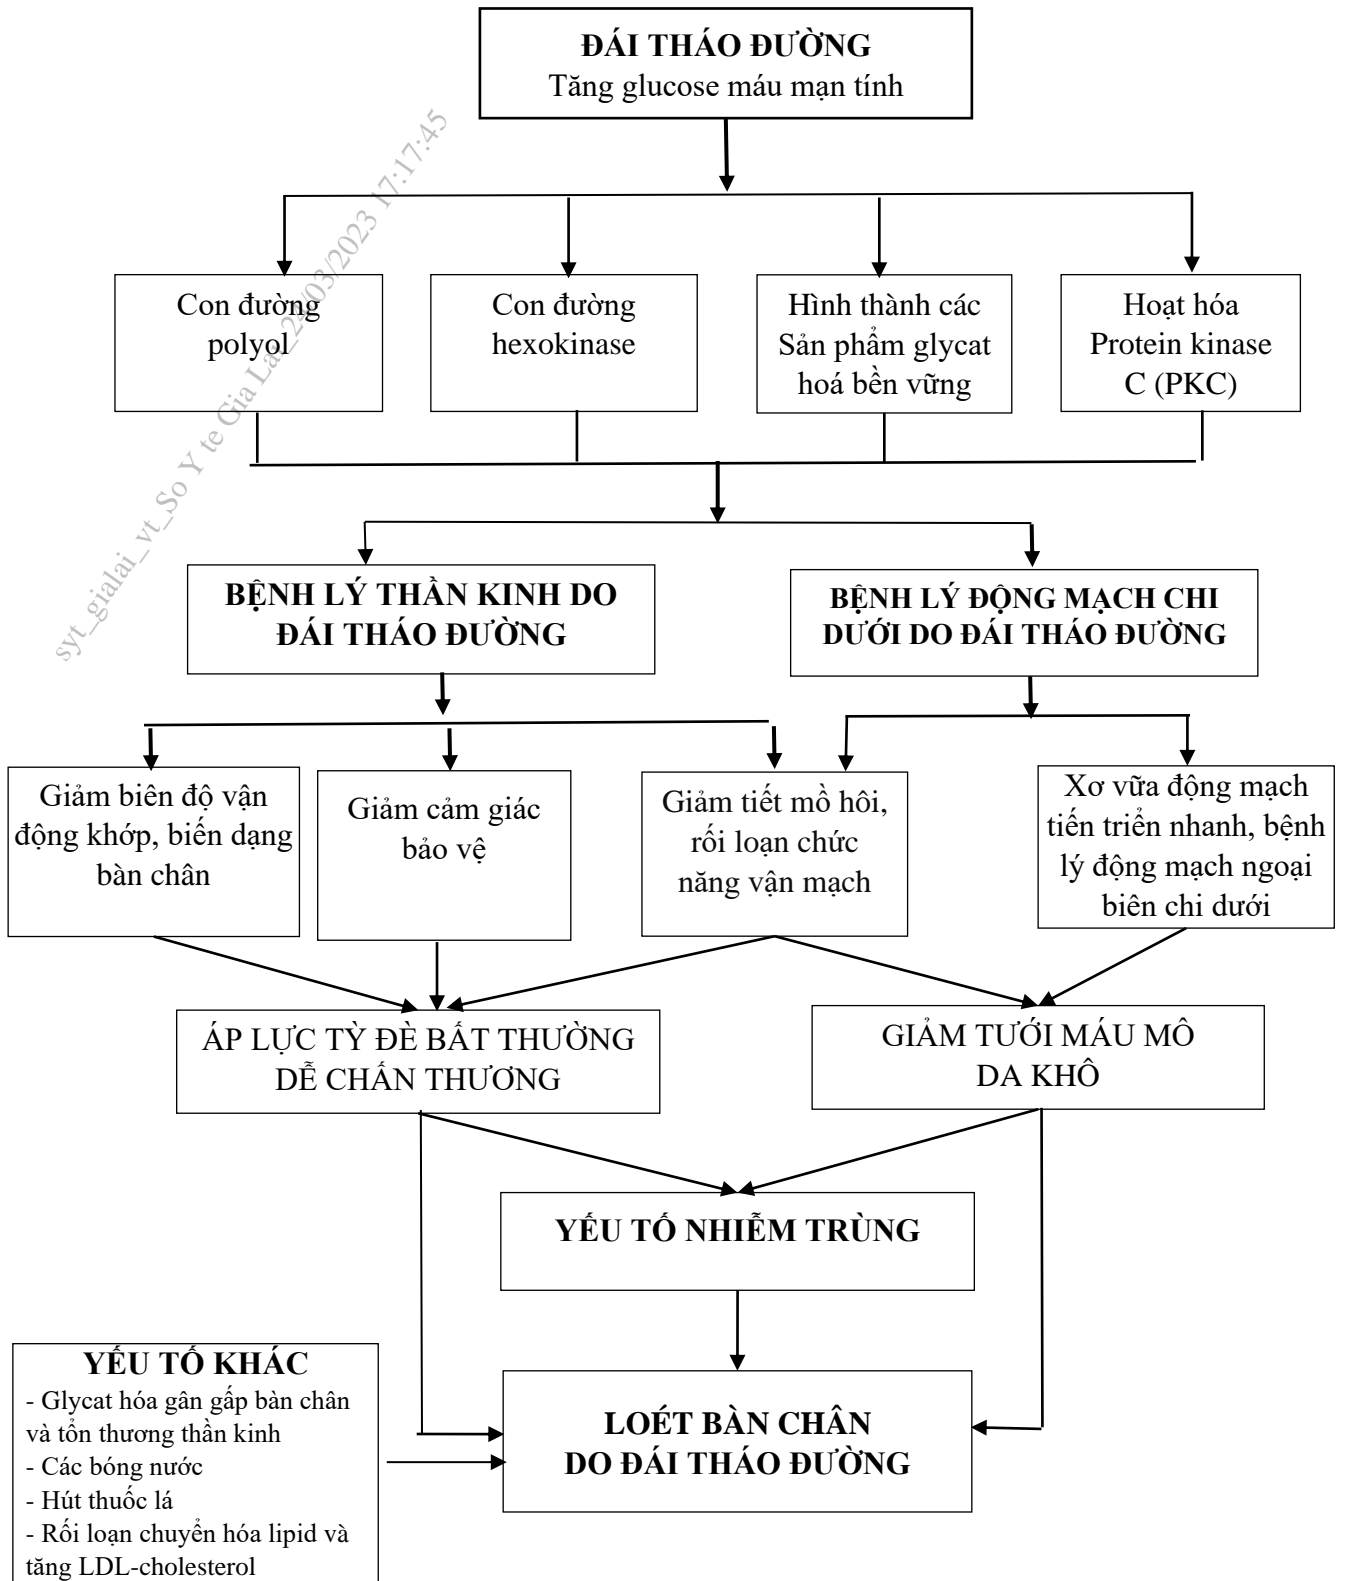 ĐÁI THÁO ĐƯỜNG
Tăng glucose máu mạn tính
syt_gialai_vt_So Y te Gia Lai_24/03/2023 17:17:45
Con đường
polyol
Con đường
hexokinase
Hình thành các
Sản phẩm glycat
hoá bền vững
Hoạt hóa
Protein kinase
C (PKC)
BỆNH LÝ THẦN KINH DO
ĐÁI THÁO ĐƯỜNG
BỆNH LÝ ĐỘNG MẠCH CHI
DƯỚI DO ĐÁI THÁO ĐƯỜNG
Giảm biên độ vận
động khớp, biến dạng
bàn chân
Giảm cảm giác
bảo vệ
Giảm tiết mồ hôi,
rối loạn chức
năng vận mạch
Xơ vữa động mạch
tiến triển nhanh, bệnh
lý động mạch ngoại
biên chi dưới
ÁP LỰC TỲ ĐÈ BẤT THƯỜNG
DỄ CHẤN THƯƠNG
GIẢM TƯỚI MÁU MÔ
DA KHÔ
YẾU TỐ NHIỄM TRÙNG
YẾU TỐ KHÁC
- Glycat hóa gân gấp bàn chân
và tổn thương thần kinh
- Các bóng nước
- Hút thuốc lá
- Rối loạn chuyển hóa lipid và
tăng LDL-cholesterol
LOÉT BÀN CHÂN
DO ĐÁI THÁO ĐƯỜNG